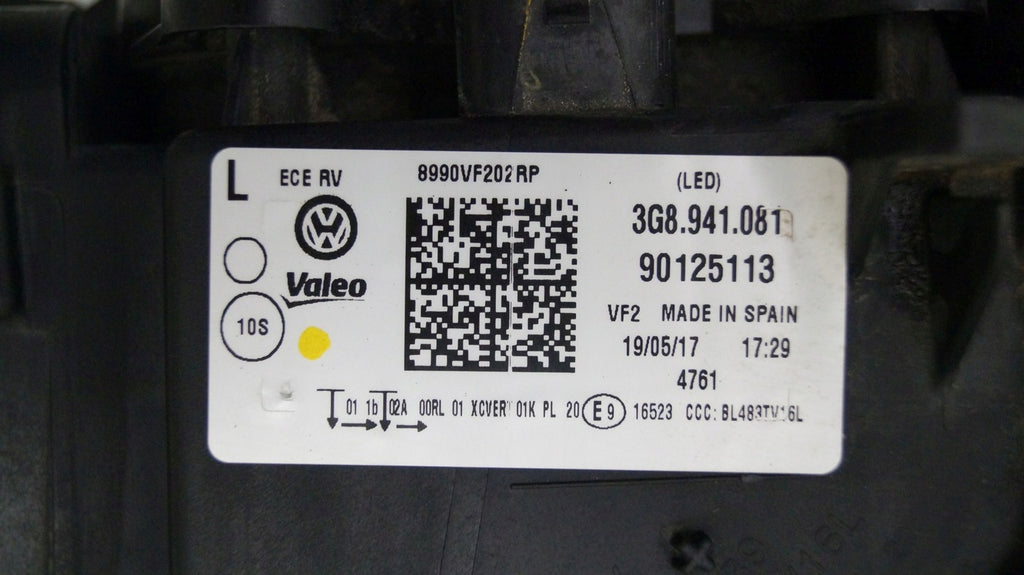 L
ECE RV
8990VF202RP
(LED)
3G8.941.081
90125113
Valeo
10S
VF2 MADE IN SPAIN
19/05/17 17:29
4761
01 1b 02A 00RL 01 XCVER 01K PL 20 E9 16523 CCC: